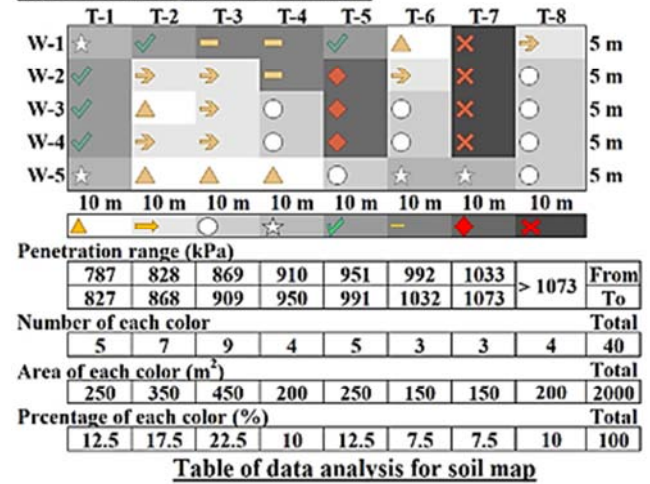 T-1 T-2 T-3 T-4 T-5 T-6 T-7 T-8
W-1 5 m
W-2 5 m
W-3 5 m
W-4 5 m
W-5 5 m
10 m 10 m 10 m 10 m 10 m 10 m 10 m 10 m
Penetration range (kPa)
787 828 869 910 951 992 1033 > 1073 From
827 868 909 950 991 1032 1073 To
Number of each color Total
5 7 9 4 5 3 3 4 40
Area of each color (m²) Total
250 350 450 200 250 150 150 200 2000
Prcentage of each color (%) Total
12.5 17.5 22.5 10 12.5 7.5 7.5 10 100
Table of data analysis for soil map